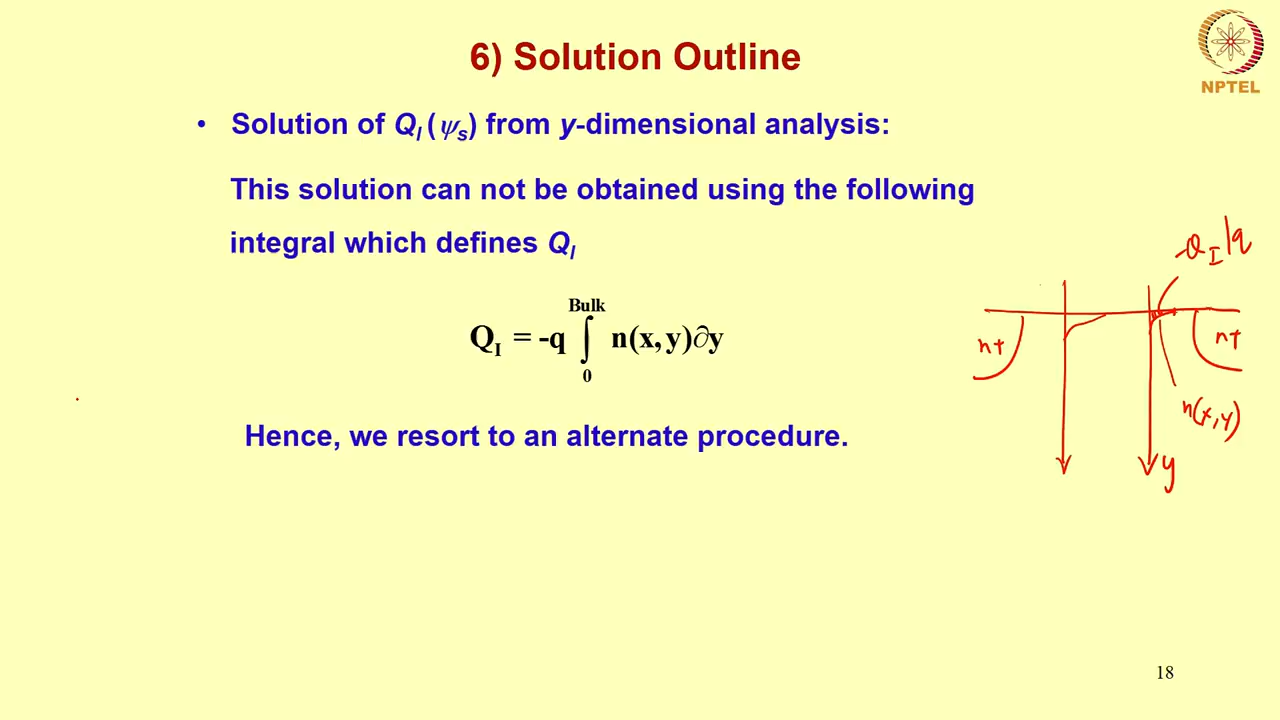 6) Solution Outline
NPTEL
• Solution of Q_I (ψ_s) from y-dimensional analysis:
This solution can not be obtained using the following
integral which defines Q_I
-Q_I/q
Q_I = -q ∫_0^Bulk n(x,y)∂y
n+
n+
n(x,y)
Hence, we resort to an alternate procedure.
y
18